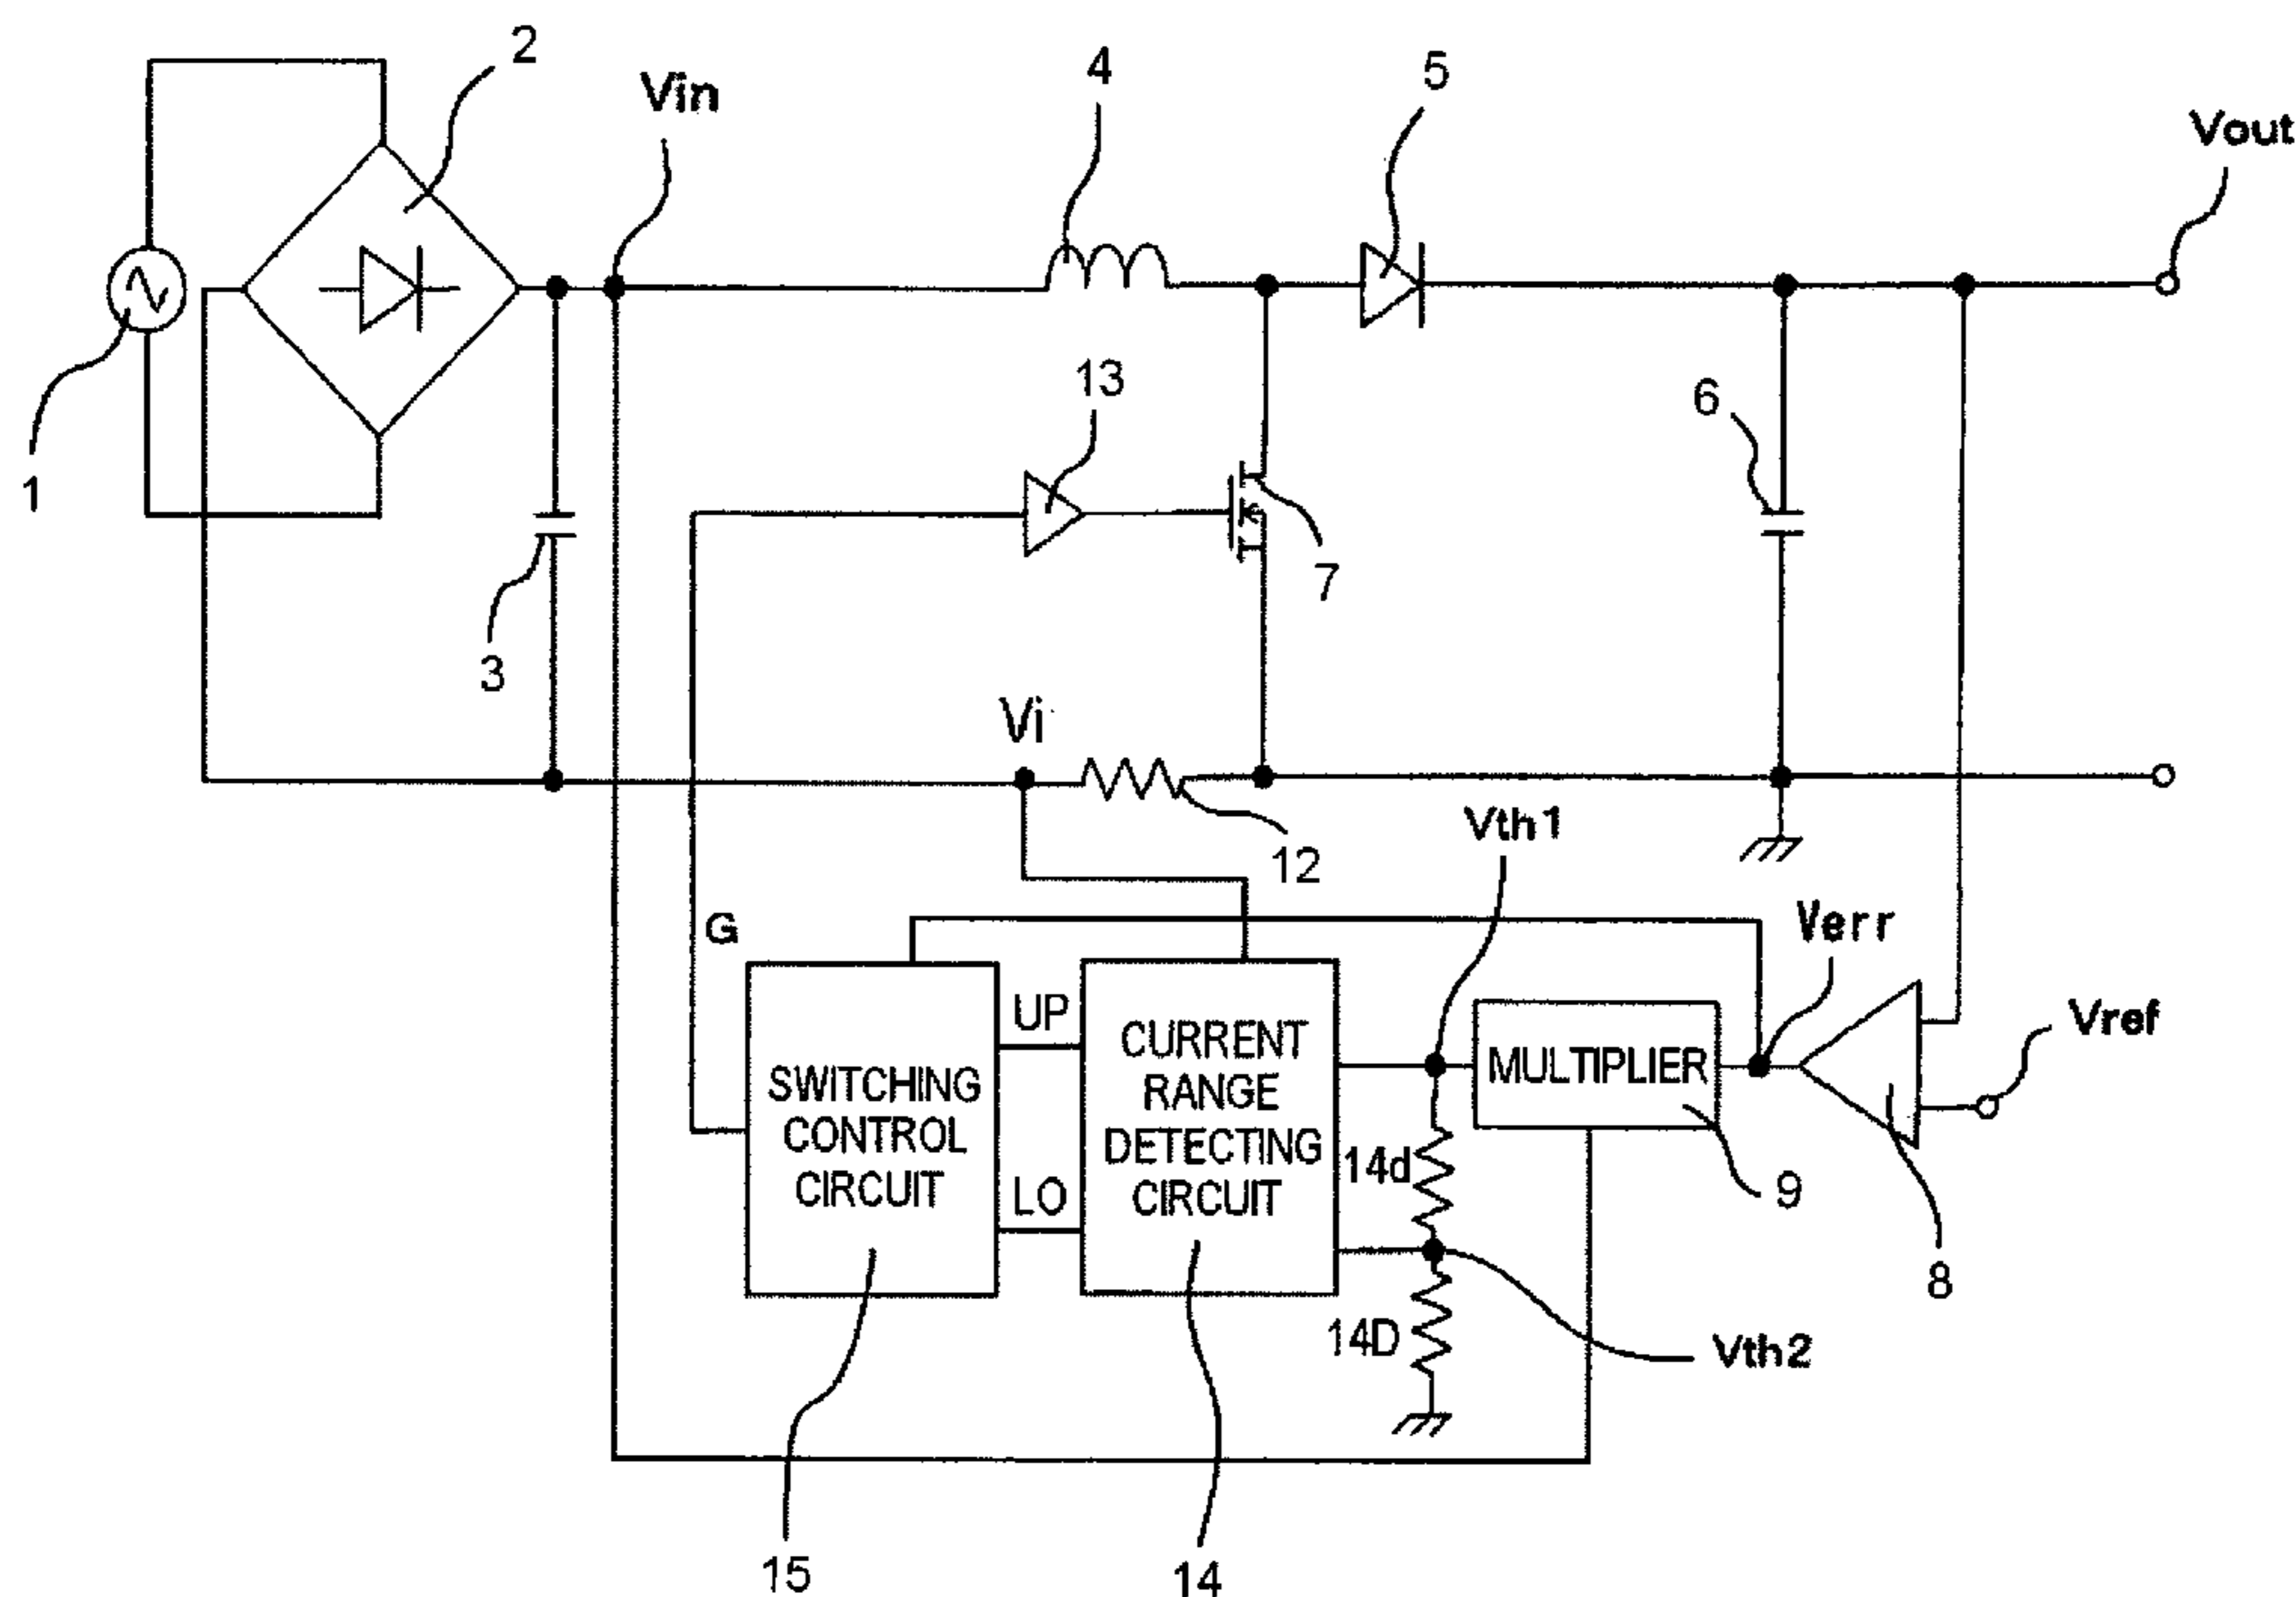 2
Vin
4
5
Vout
1
13
6
7
3
Vi
12
Vth1
G
Verr
Vref
UP
LO
SWITCHING
CONTROL
CIRCUIT
CURRENT
RANGE
DETECTING
CIRCUIT
MULTIPLIER
14d
9
8
14D
Vth2
15
14